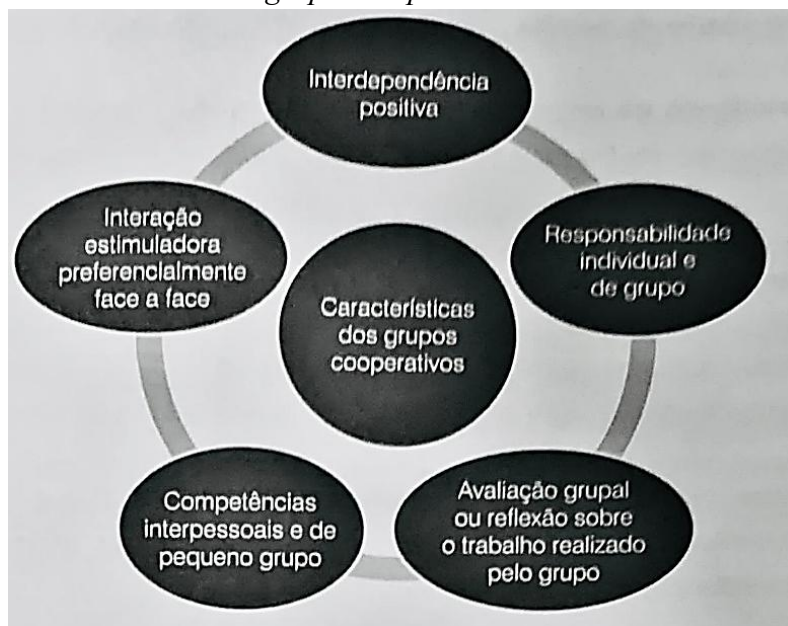 Interdependência
positiva
Responsabilidade
individual e
de grupo
Avaliação grupal
ou reflexão sobre
o trabalho realizado
pelo grupo
Competências
interpessoais e de
pequeno grupo
Interação
estimuladora
preferencialmente
face a face
Características
dos grupos
cooperativos